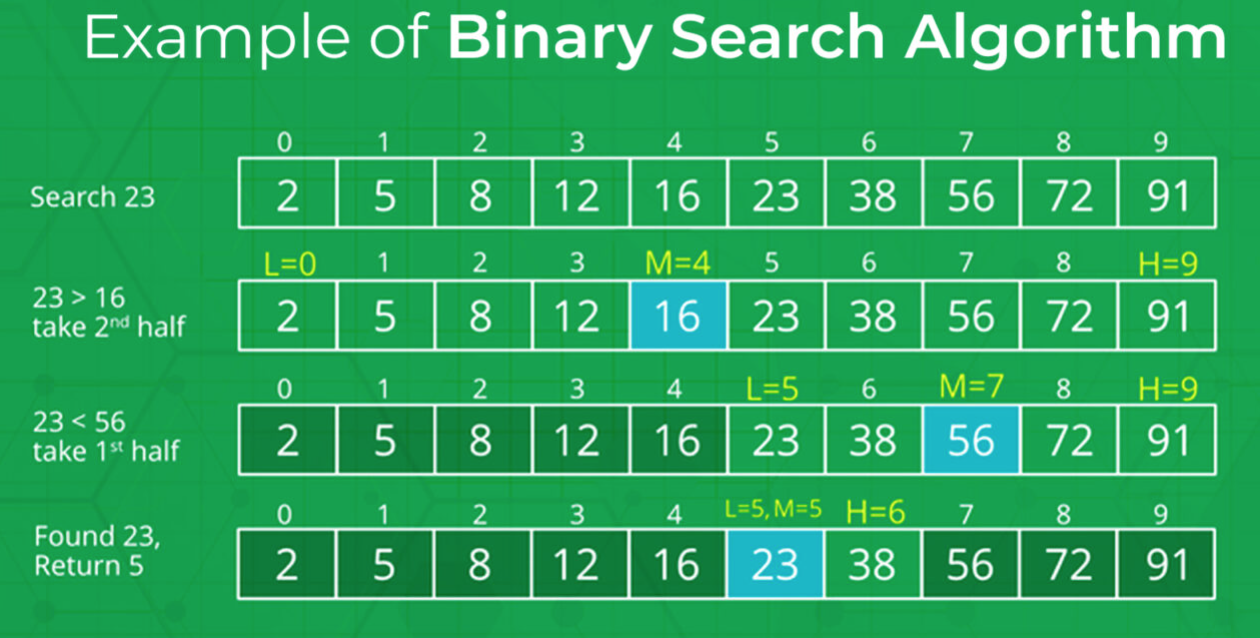 Example of Binary Search Algorithm
0 1 2 3 4 5 6 7 8 9
Search 23 2 5 8 12 16 23 38 56 72 91
L=0 1 2 3 M=4 5 6 7 8 H=9
23 > 16
take 2nd half 2 5 8 12 16 23 38 56 72 91
0 1 2 3 4 L=5 6 M=7 8 H=9
23 < 56
take 1st half 2 5 8 12 16 23 38 56 72 91
0 1 2 3 4 L=5, M=5 H=6 7 8 9
Found 23,
Return 5 2 5 8 12 16 23 38 56 72 91